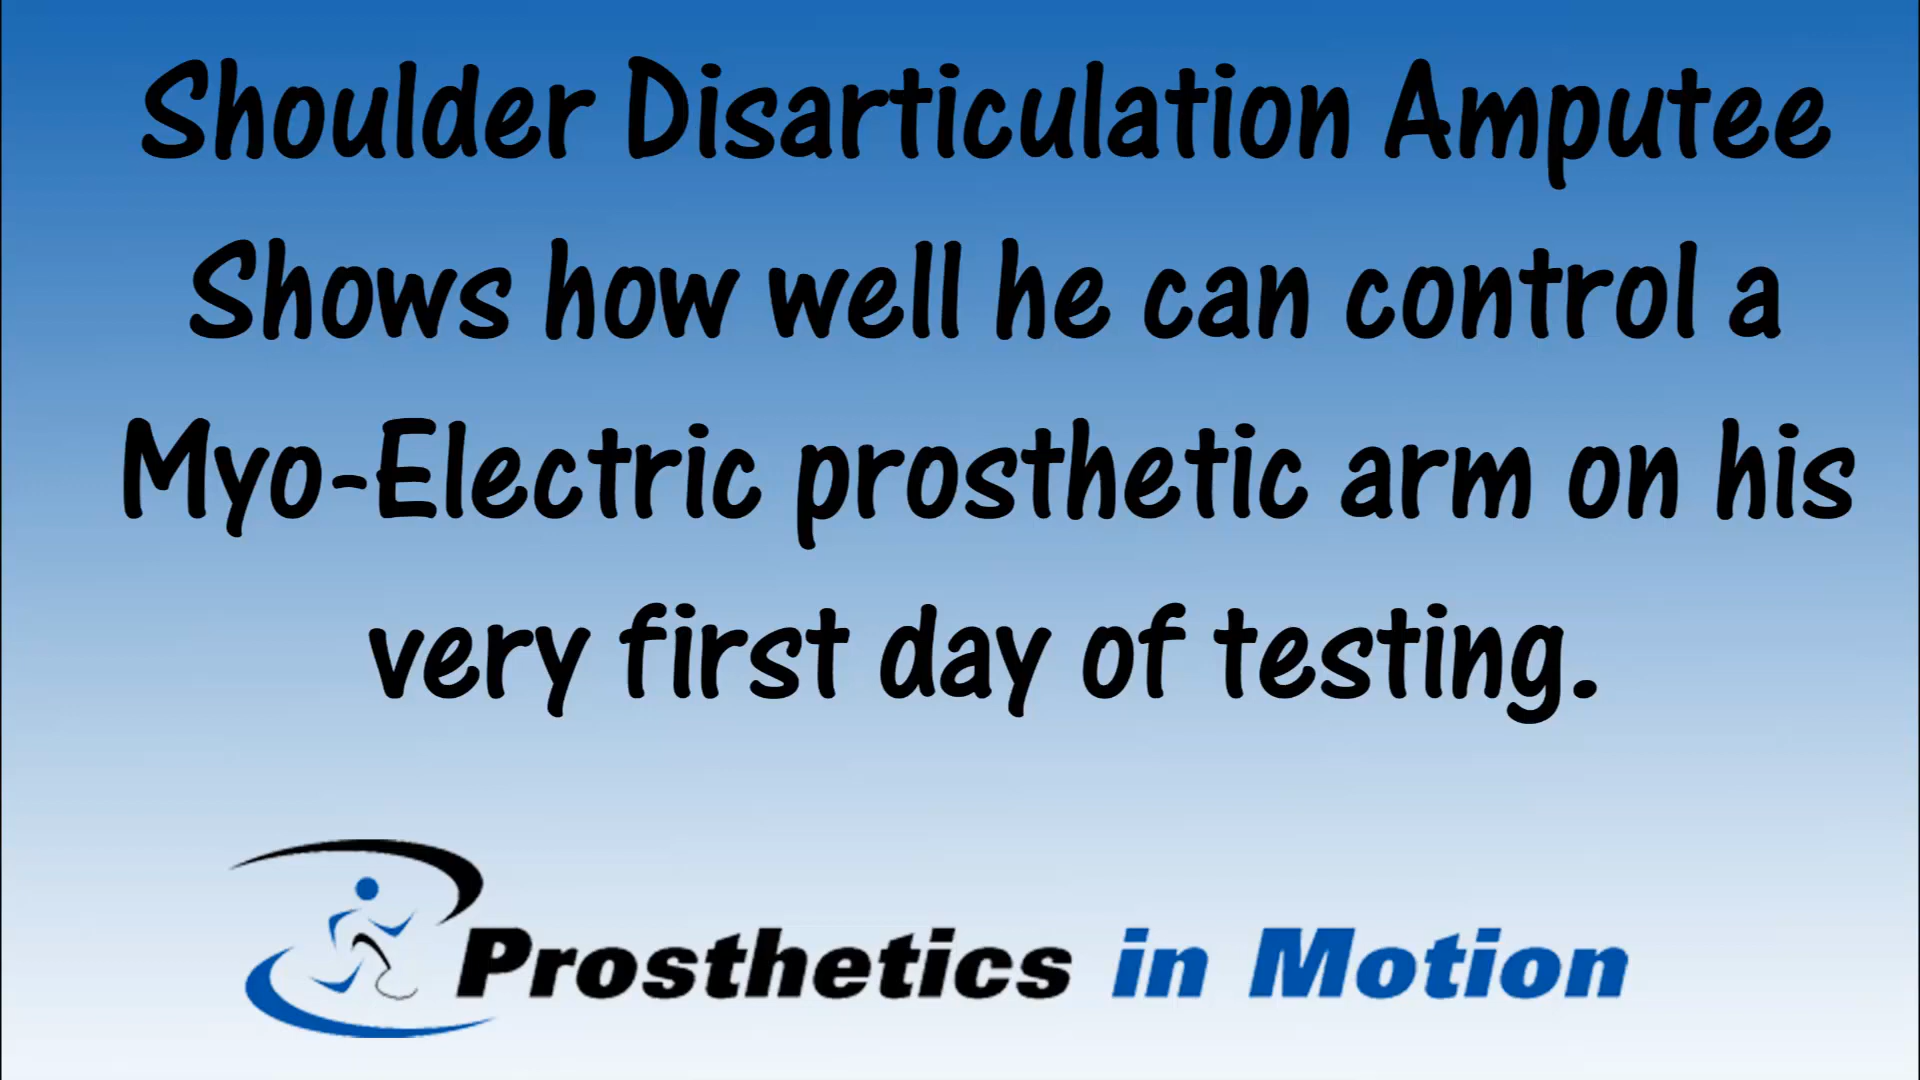 Shoulder Disarticulation Amputee
Shows how well he can control a
Myo-Electric prosthetic arm on his
very first day of testing.
Prosthetics in Motion